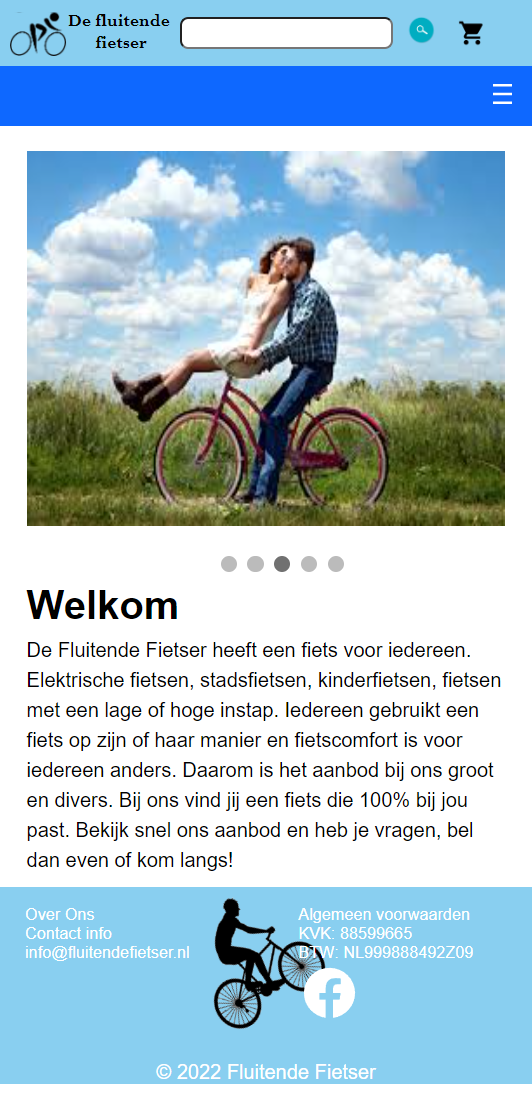 De fluitende
fietser
Welkom
De Fluitende Fietser heeft een fiets voor iedereen.
Elektrische fietsen, stadsfietsen, kinderfietsen, fietsen
met een lage of hoge instap. Iedereen gebruikt een
fiets op zijn of haar manier en fietscomfort is voor
iedereen anders. Daarom is het aanbod bij ons groot
en divers. Bij ons vind jij een fiets die 100% bij jou
past. Bekijk snel ons aanbod en heb je vragen, bel
dan even of kom langs!
Over Ons
Contact info
info@fluitendefietser.nl
Algemeen voorwaarden
KVK: 88599665
BTW: NL999888492Z09
© 2022 Fluitende Fietser